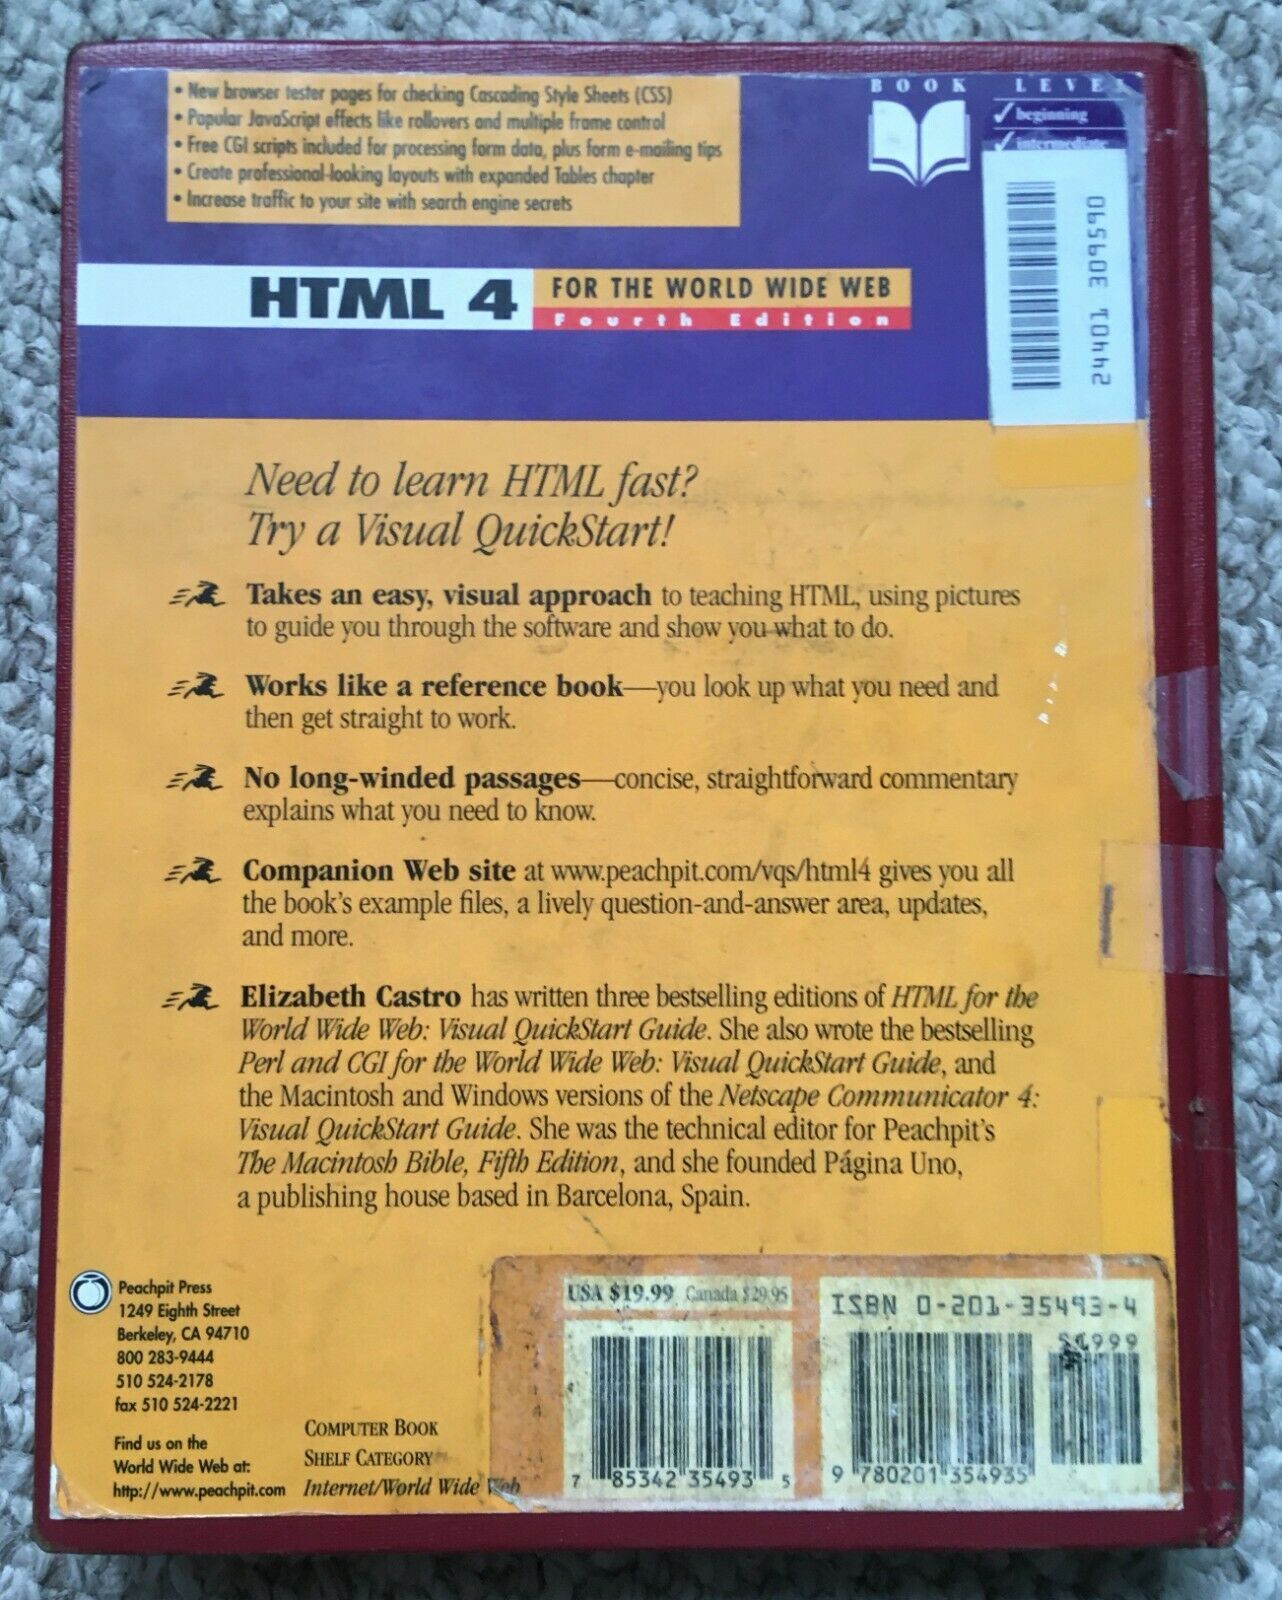 • New browser tester pages for checking Cascading Style Sheets (CSS)
• Popular JavaScript effects like rollovers and multiple frame control
• Free CGI scripts included for processing form data, plus form e-mailing tips
• Create professional-looking layouts with expanded Tables chapter
• Increase traffic to your site with search engine secrets
BOOK LEVEL
✓ beginning
✓ intermediate
24401 309590
HTML 4 FOR THE WORLD WIDE WEB
Fourth Edition
Need to learn HTML fast?
Try a Visual QuickStart!
Takes an easy, visual approach to teaching HTML, using pictures
to guide you through the software and show you what to do.
Works like a reference book—you look up what you need and
then get straight to work.
No long-winded passages—concise, straightforward commentary
explains what you need to know.
Companion Web site at www.peachpit.com/vqs/html4 gives you all
the book's example files, a lively question-and-answer area, updates,
and more.
Elizabeth Castro has written three bestselling editions of HTML for the
World Wide Web: Visual QuickStart Guide. She also wrote the bestselling
Perl and CGI for the World Wide Web: Visual QuickStart Guide, and
the Macintosh and Windows versions of the Netscape Communicator 4:
Visual QuickStart Guide. She was the technical editor for Peachpit's
The Macintosh Bible, Fifth Edition, and she founded Página Uno,
a publishing house based in Barcelona, Spain.
Peachpit Press
1249 Eighth Street
Berkeley, CA 94710
800 283-9444
510 524-2178
fax 510 524-2221
Find us on the
World Wide Web at:
http://www.peachpit.com
COMPUTER BOOK
SHELF CATEGORY
Internet/World Wide Web
USA $19.99 Canada $29.95
7 85342 35493 5
ISBN 0-201-35493-4
51999
9 780201 354935